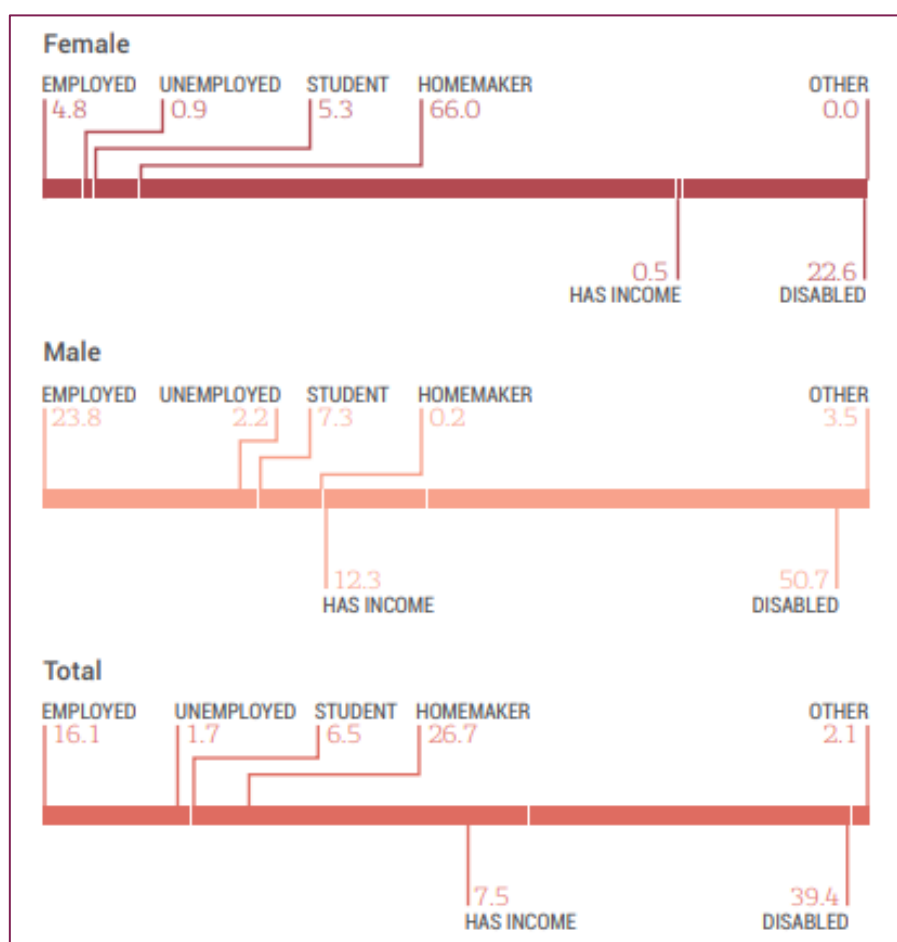 Female
EMPLOYED UNEMPLOYED STUDENT HOMEMAKER OTHER
4.8 0.9 5.3 66.0 0.0
0.5 22.6
HAS INCOME DISABLED
Male
EMPLOYED UNEMPLOYED STUDENT HOMEMAKER OTHER
23.8 2.2 7.3 0.2 3.5
12.3 50.7
HAS INCOME DISABLED
Total
EMPLOYED UNEMPLOYED STUDENT HOMEMAKER OTHER
16.1 1.7 6.5 26.7 2.1
7.5 39.4
HAS INCOME DISABLED